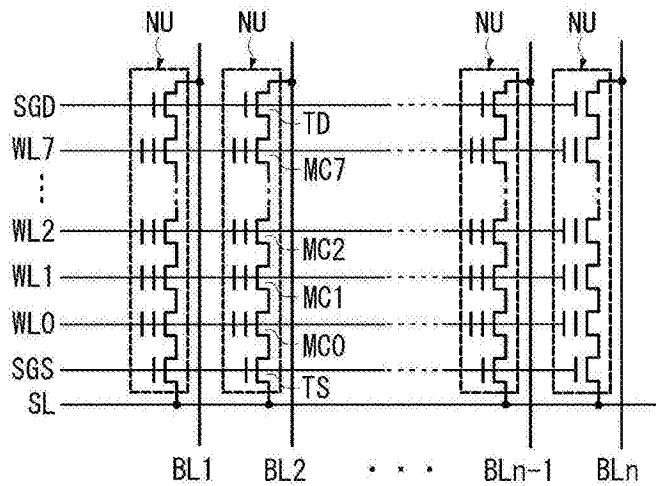 NU NU NU NU
SGD
TD
WL7
MC7
WL2
MC2
WL1
MC1
WL0
MC0
SGS
TS
SL
BL1 BL2 BLn-1 BLn